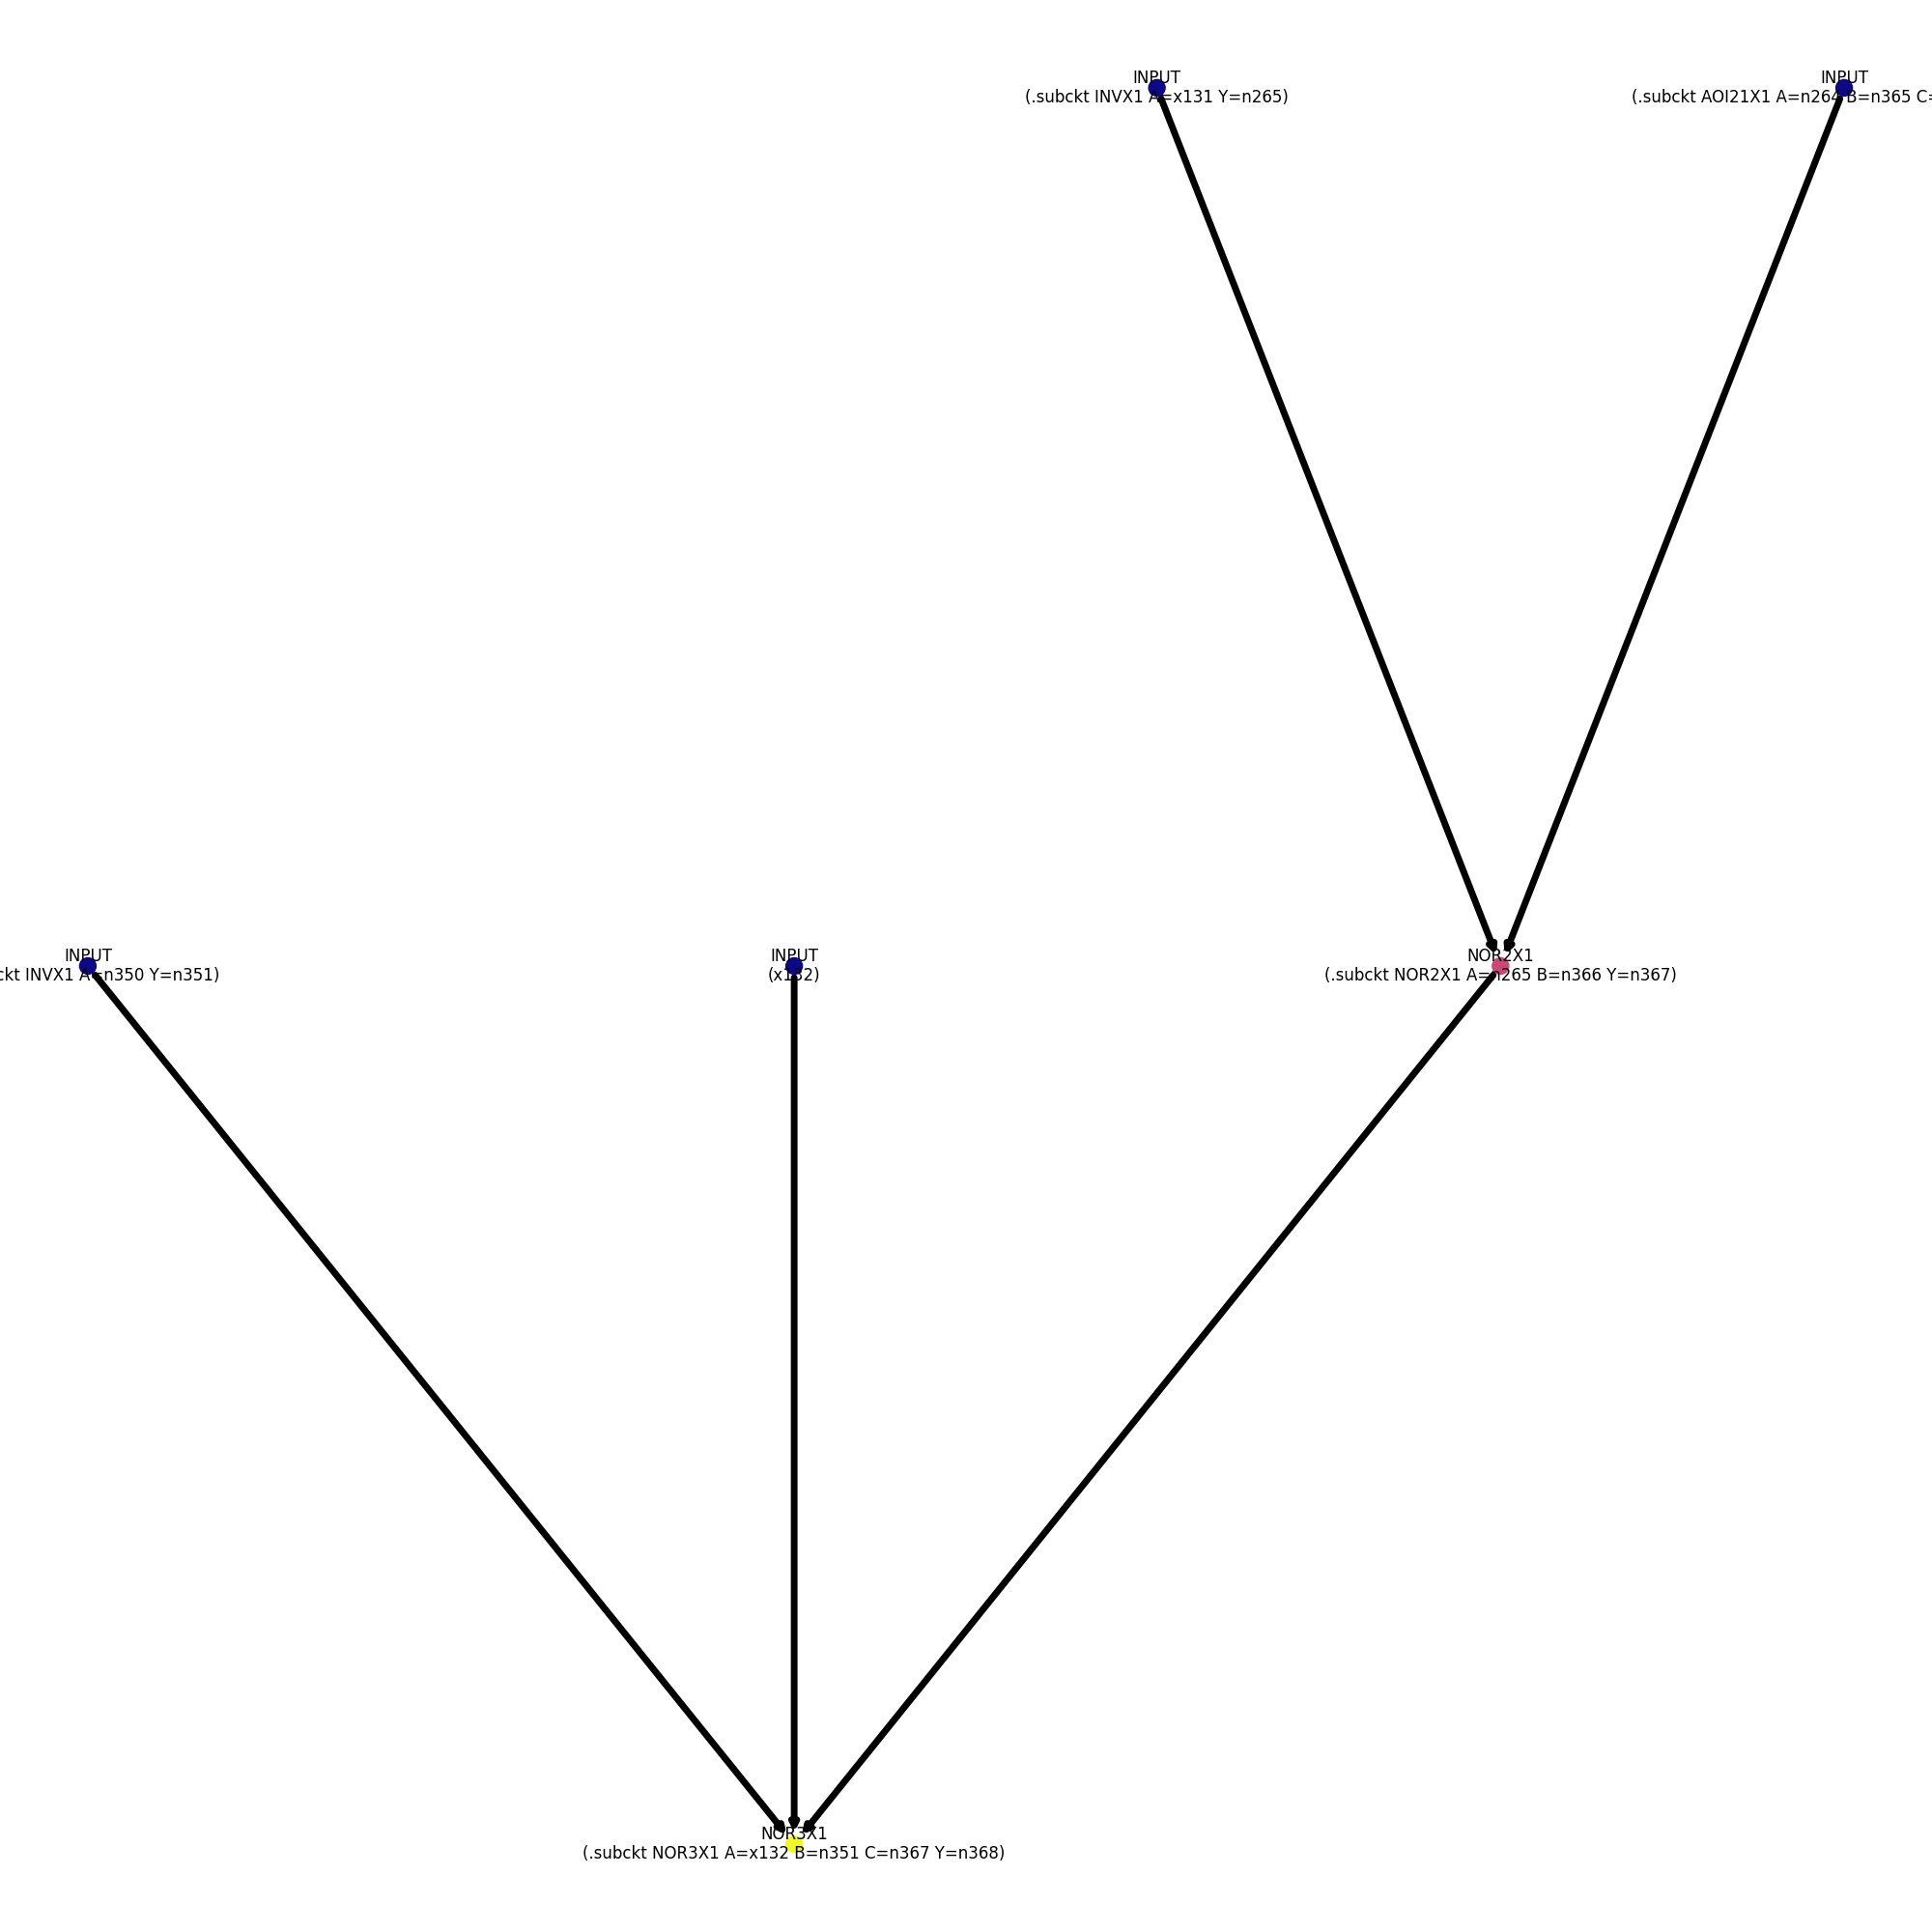 INPUT
(.subckt INVX1 A=x131 Y=n265)
INPUT
(.subckt AOI21X1 A=n264 B=n365 C=
INPUT
ckt INVX1 A=n350 Y=n351)
INPUT
(x132)
NOR2X1
(.subckt NOR2X1 A=n265 B=n366 Y=n367)
NOR3X1
(.subckt NOR3X1 A=x132 B=n351 C=n367 Y=n368)